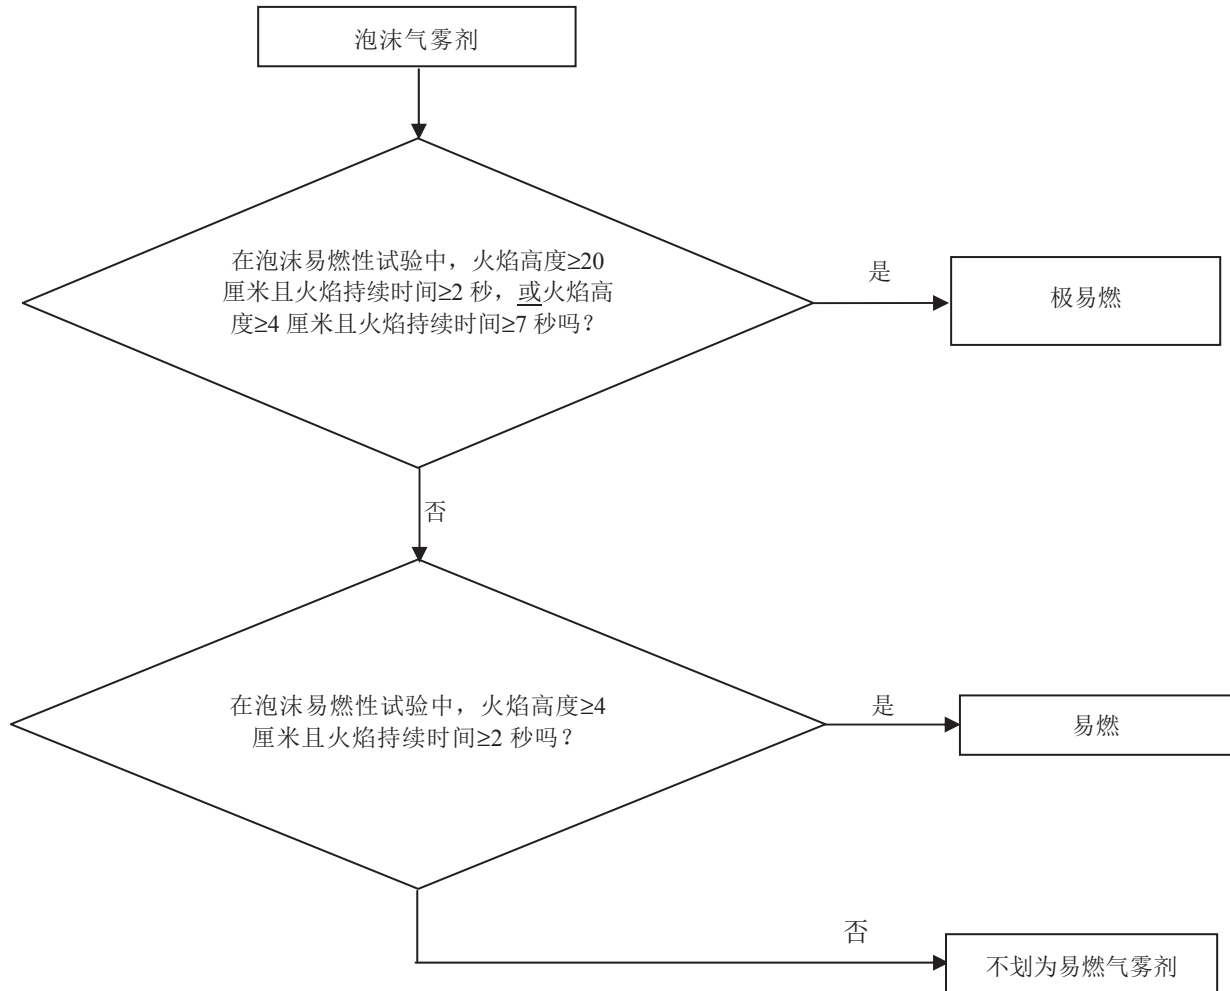 泡沫气雾剂
在泡沫易燃性试验中，火焰高度≥20
厘米且火焰持续时间≥2 秒，或火焰高
度≥4 厘米且火焰持续时间≥7 秒吗？
是
极易燃
否
在泡沫易燃性试验中，火焰高度≥4
厘米且火焰持续时间≥2 秒吗？
是
易燃
否
不划为易燃气雾剂